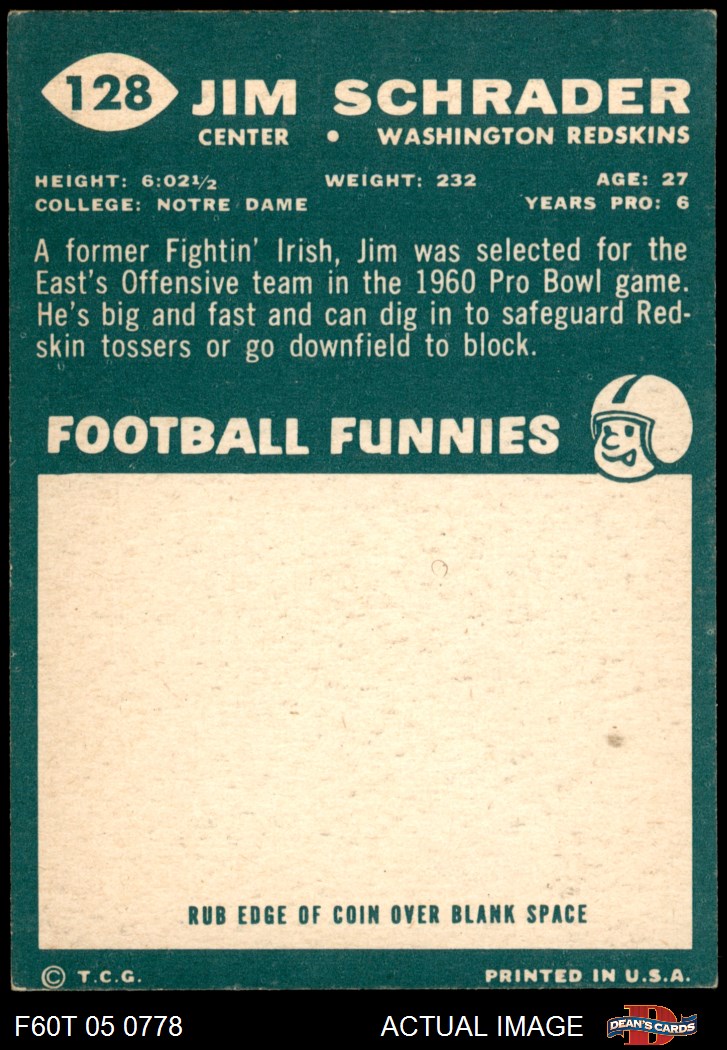 128
JIM SCHRADER
CENTER • WASHINGTON REDSKINS
HEIGHT: 6:02½ WEIGHT: 232 AGE: 27
COLLEGE: NOTRE DAME YEARS PRO: 6
A former Fightin' Irish, Jim was selected for the
East's Offensive team in the 1960 Pro Bowl game.
He's big and fast and can dig in to safeguard Red-
skin tossers or go downfield to block.
FOOTBALL FUNNIES
RUB EDGE OF COIN OVER BLANK SPACE
© T.C.G. PRINTED IN U.S.A.
F60T 05 0778 ACTUAL IMAGE D DEAN'S CARDS